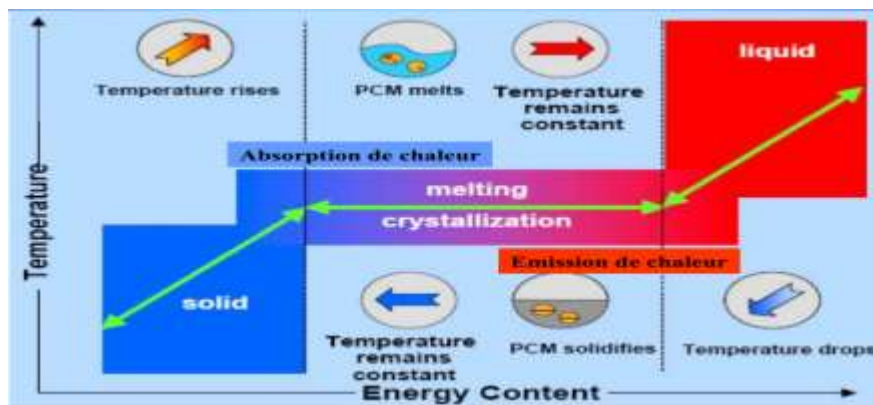 Temperature rises
PCM melts
Temperature
remains
constant
liquid
Absorption de chaleur
melting
crystallization
Emission de chaleur
solid
Temperature
remains
constant
PCM solidifies
Temperature drops
Temperature
Energy Content